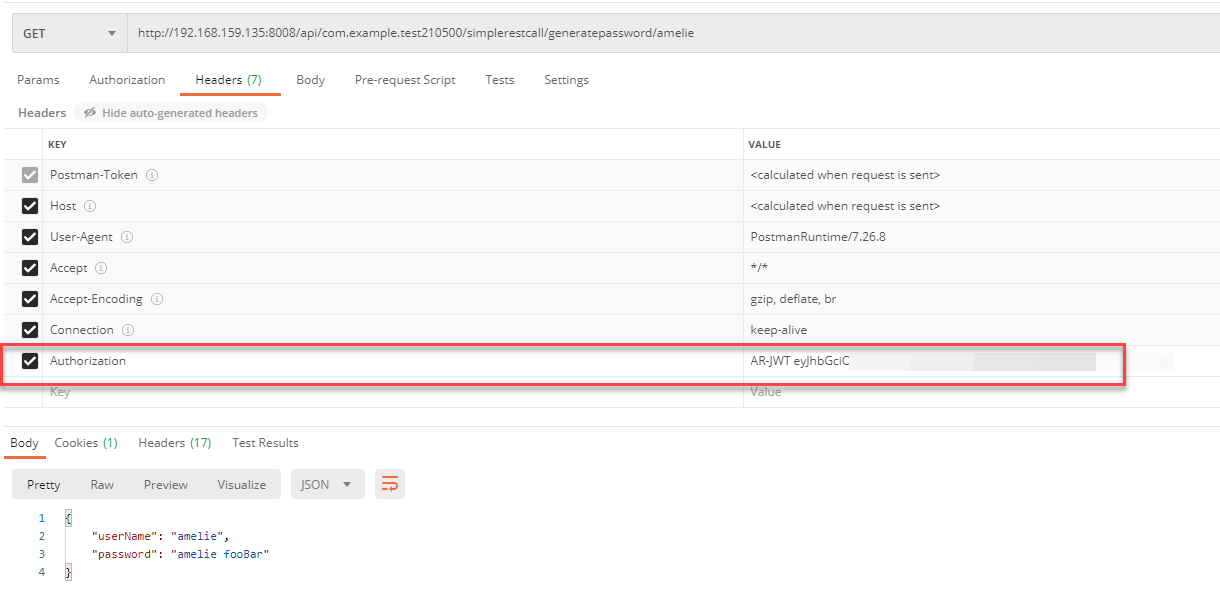 GET http://192.168.159.135:8008/api/com.example.test210500/simplerestcall/generatepassword/amelie
Params Authorization Headers (7) Body Pre-request Script Tests Settings
Headers Hide auto-generated headers
KEY VALUE
Postman-Token <calculated when request is sent>
Host <calculated when request is sent>
User-Agent PostmanRuntime/7.26.8
Accept */*
Accept-Encoding gzip, deflate, br
Connection keep-alive
Authorization AR-JWT eyJhbGciO
Key Value
Body Cookies (1) Headers (17) Test Results
Pretty Raw Preview Visualize JSON
1 {
2 "userName": "amelie",
3 "password": "amelie fooBar"
4 }